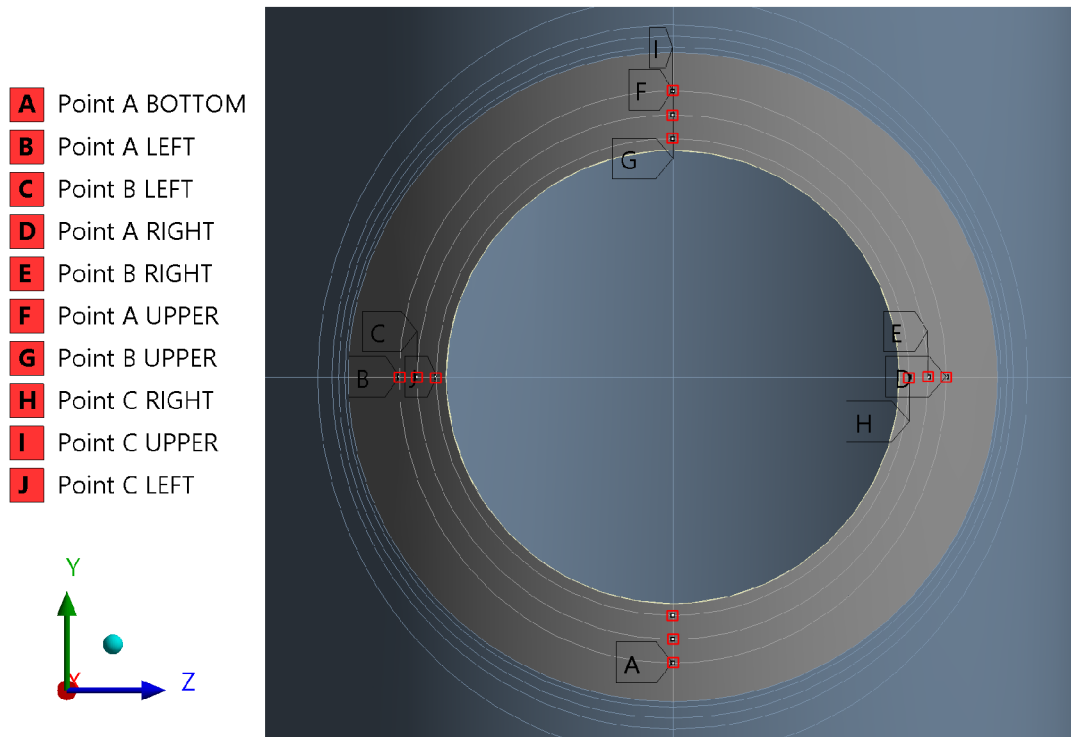 A Point A BOTTOM
B Point A LEFT
C Point B LEFT
D Point A RIGHT
E Point B RIGHT
F Point A UPPER
G Point B UPPER
H Point C RIGHT
I Point C UPPER
J Point C LEFT
I
F
G
C
E
B
J
D
H
A
Y
X
Z